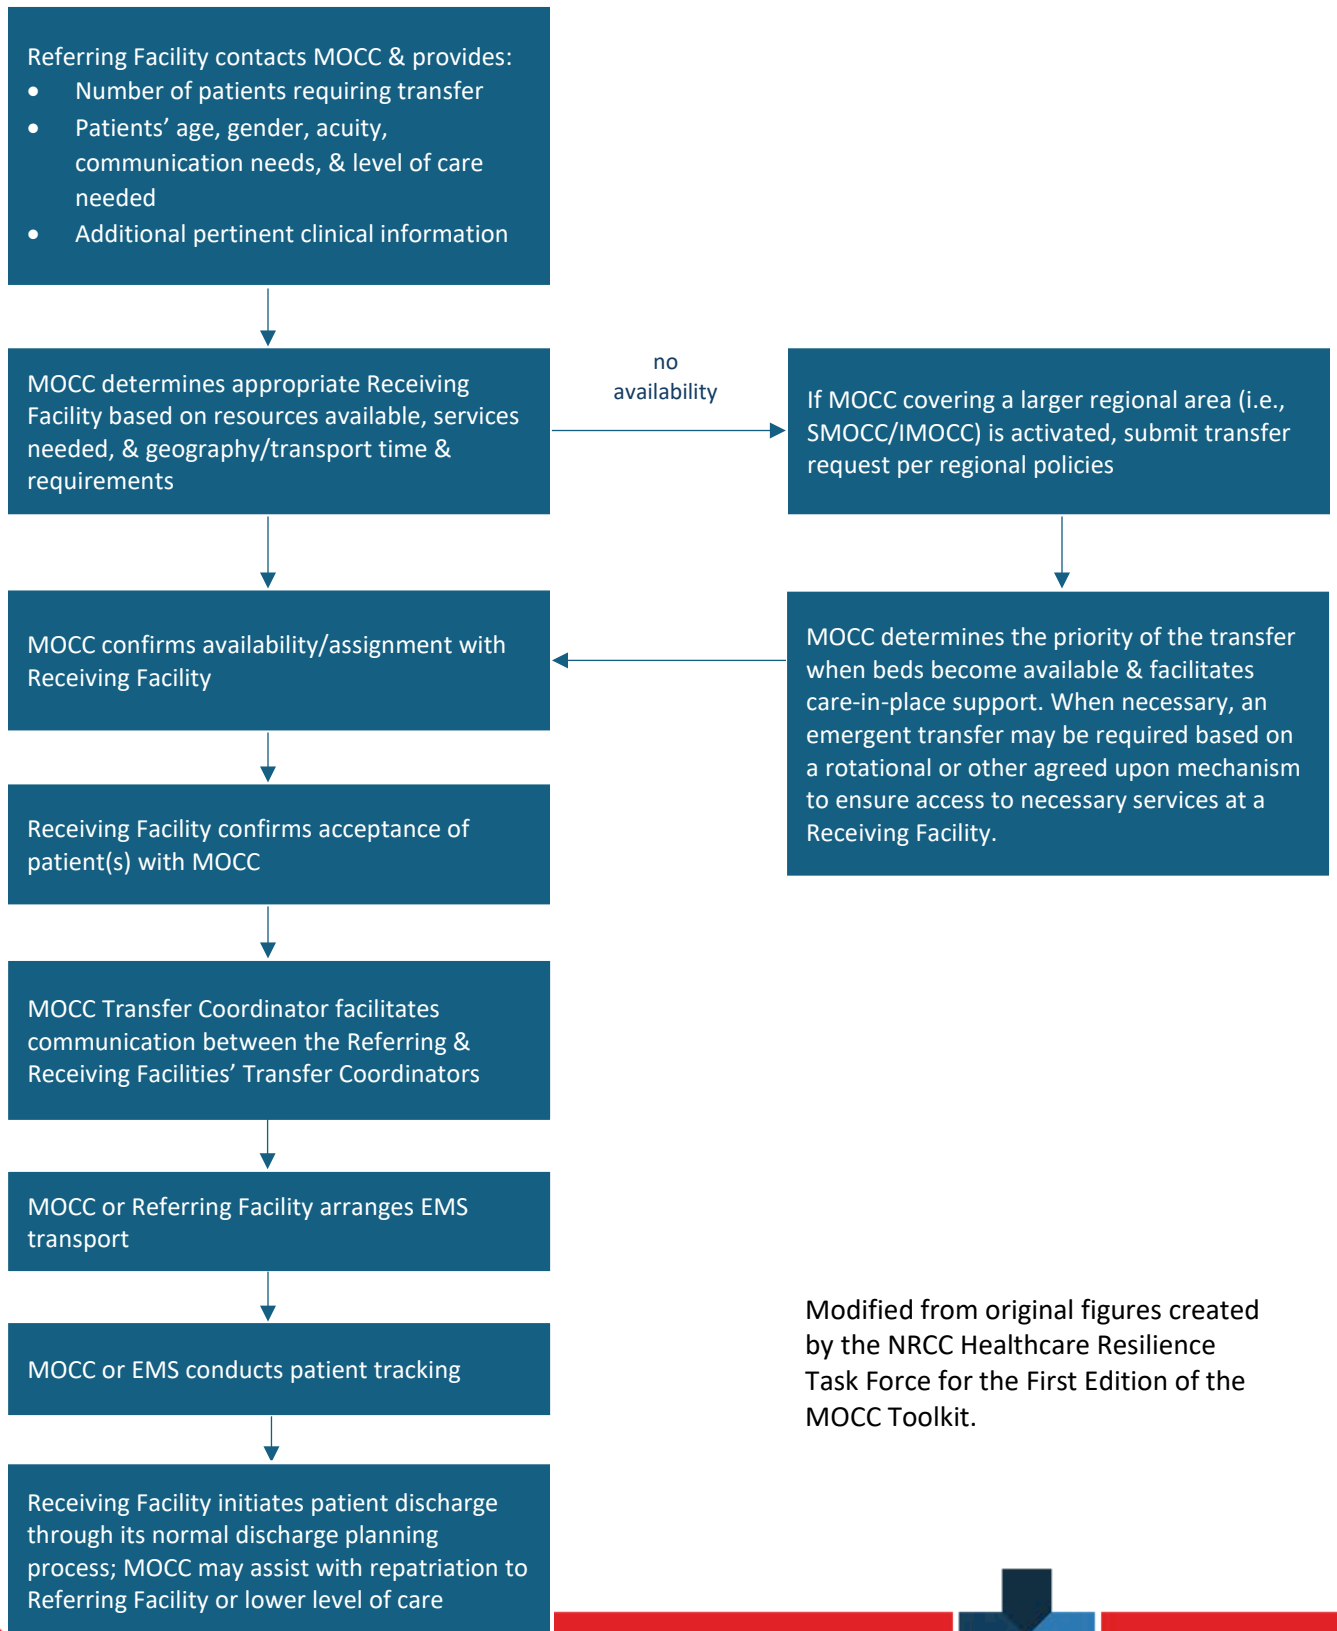 Referring Facility contacts MOCC & provides:
• Number of patients requiring transfer
• Patients’ age, gender, acuity,
communication needs, & level of care
needed
• Additional pertinent clinical information
MOCC determines appropriate Receiving
Facility based on resources available, services
needed, & geography/transport time &
requirements
no
availability
If MOCC covering a larger regional area (i.e.,
SMOCC/IMOCC) is activated, submit transfer
request per regional policies
MOCC determines the priority of the transfer
when beds become available & facilitates
care-in-place support. When necessary, an
emergent transfer may be required based on
a rotational or other agreed upon mechanism
to ensure access to necessary services at a
Receiving Facility.
MOCC confirms availability/assignment with
Receiving Facility
Receiving Facility confirms acceptance of
patient(s) with MOCC
MOCC Transfer Coordinator facilitates
communication between the Referring &
Receiving Facilities’ Transfer Coordinators
MOCC or Referring Facility arranges EMS
transport
MOCC or EMS conducts patient tracking
Receiving Facility initiates patient discharge
through its normal discharge planning
process; MOCC may assist with repatriation to
Referring Facility or lower level of care
Modified from original figures created
by the NRCC Healthcare Resilience
Task Force for the First Edition of the
MOCC Toolkit.